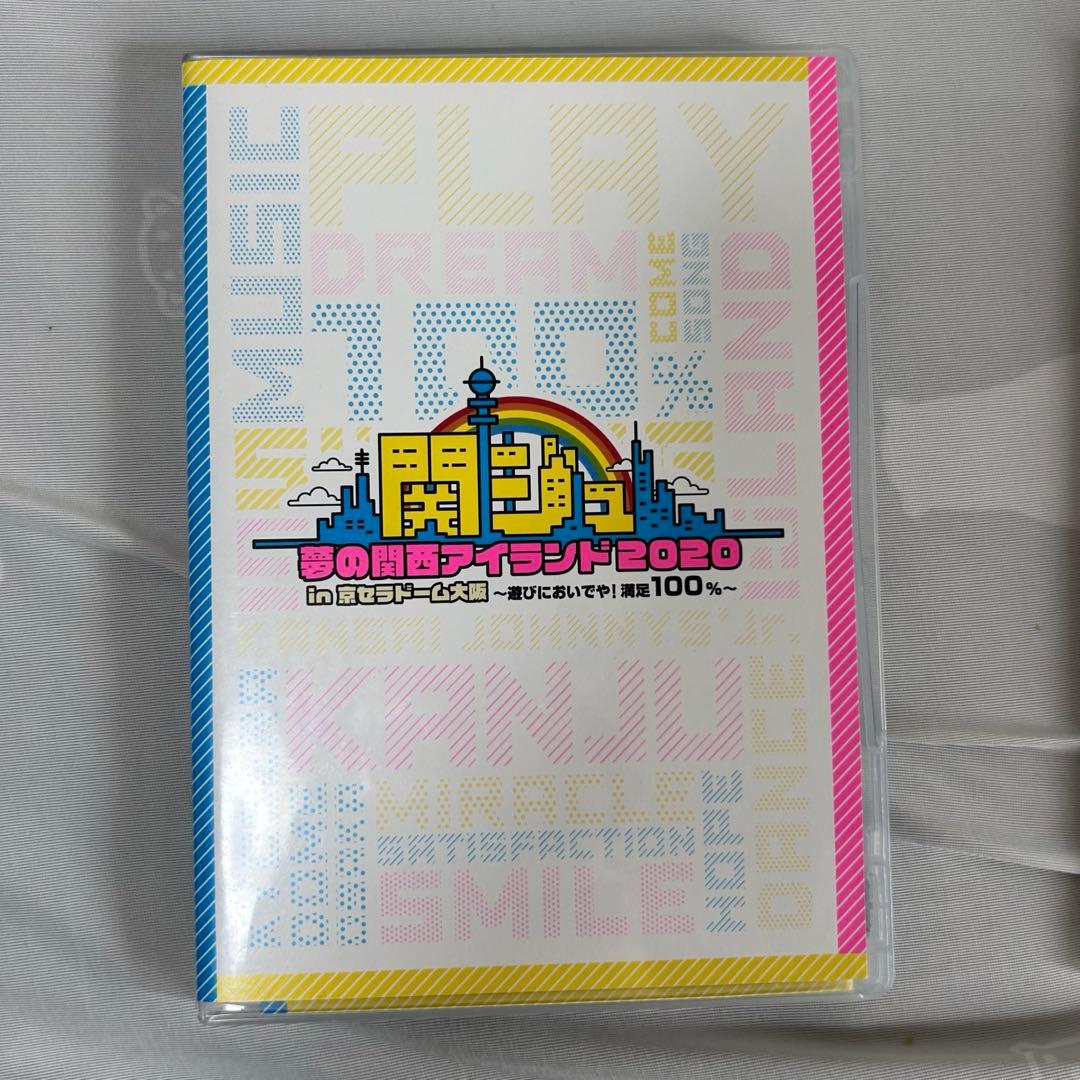 MUSIC
PLAY
DREAM
COME
SONG
100%
ISLAND
関ジュ
夢の関西アイランド2020
in 京セラドーム大阪 ～遊びにおいでや!満足100%～
KANSAI JOHNNYS' Jr.
KANJU
DANCE
MIRACLE
SATISFACTION
HOPE
SMILE